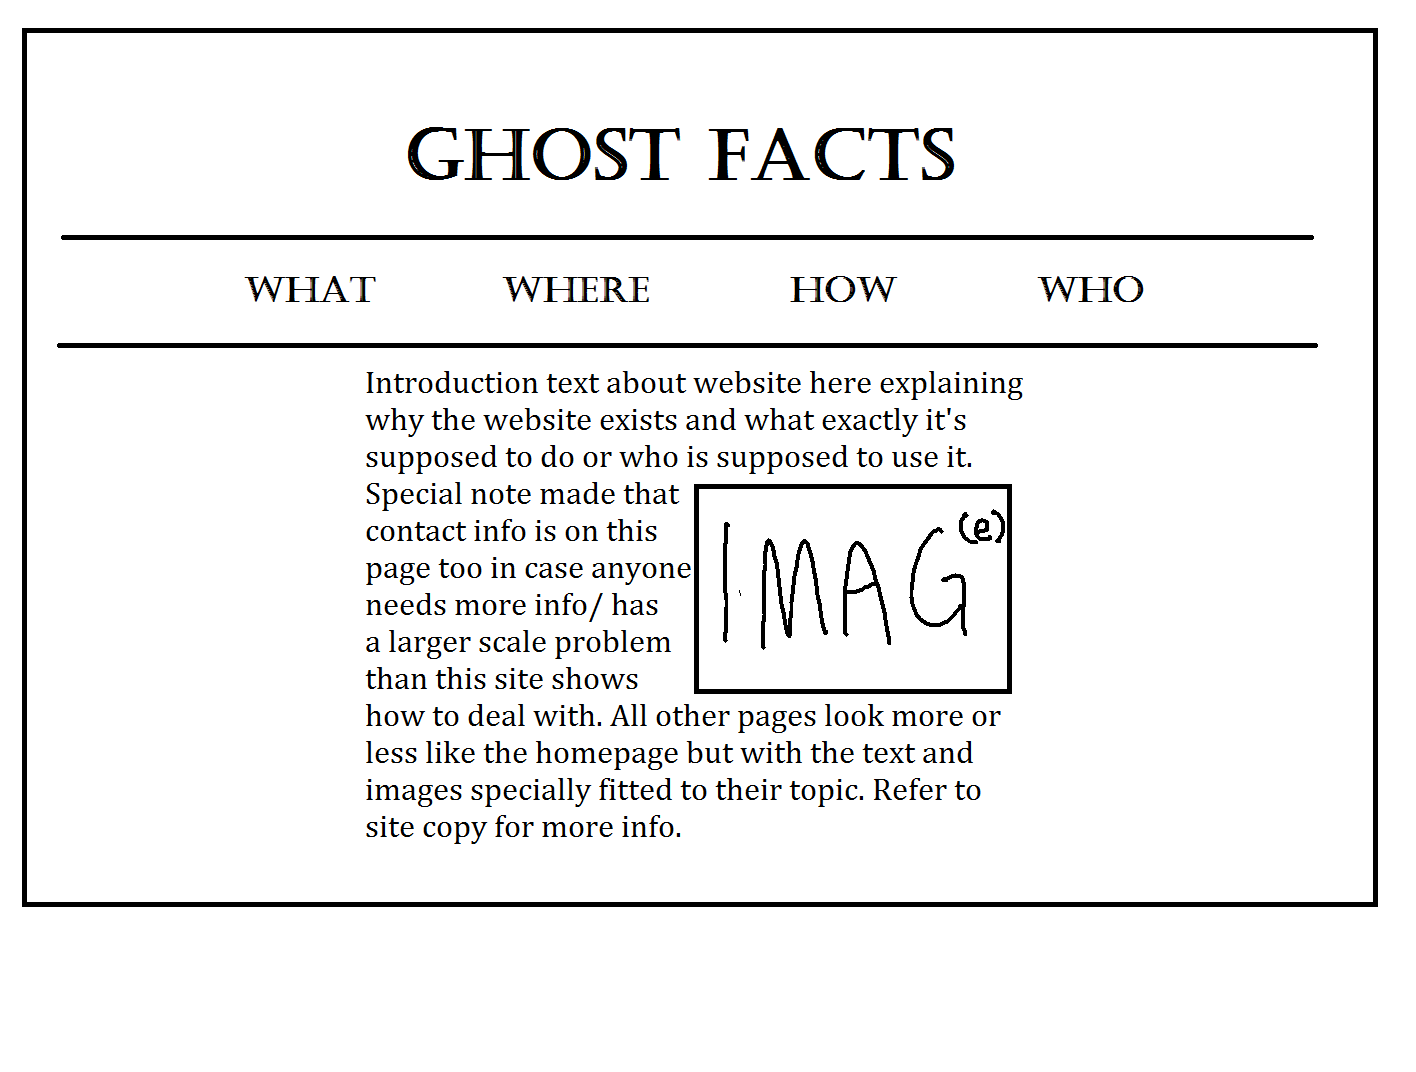 GHOST FACTS
WHAT WHERE HOW WHO
Introduction text about website here explaining
why the website exists and what exactly it's
supposed to do or who is supposed to use it.
Special note made that
contact info is on this
page too in case anyone
needs more info/ has
a larger scale problem
than this site shows
IMAG(e)
how to deal with. All other pages look more or
less like the homepage but with the text and
images specially fitted to their topic. Refer to
site copy for more info.